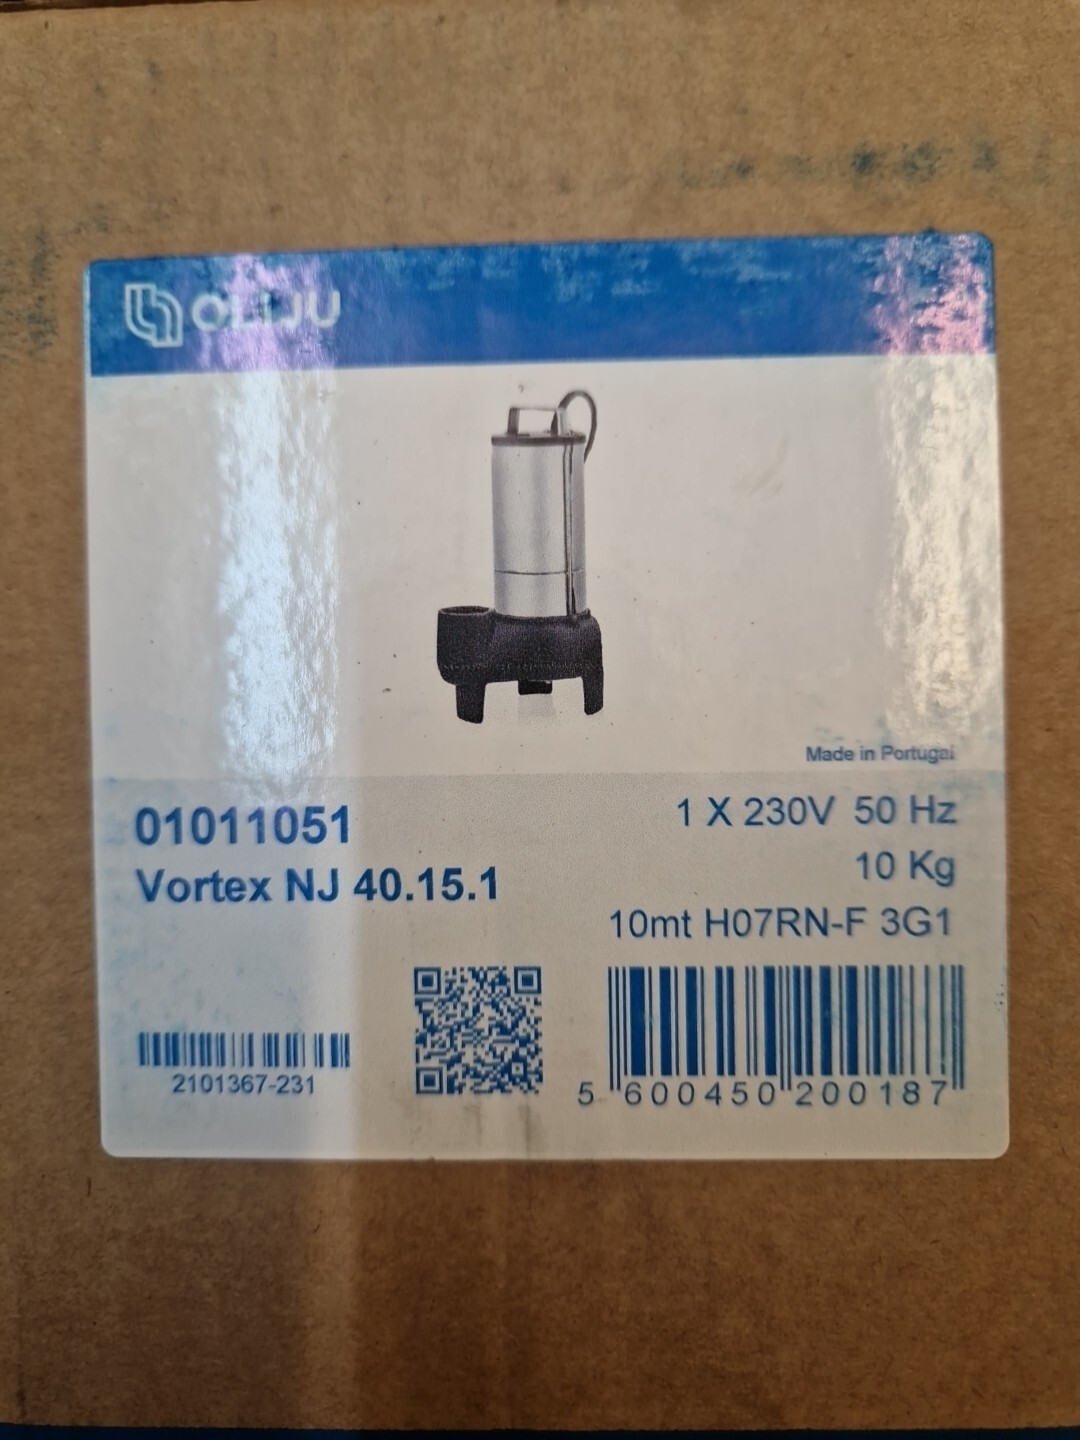 OLIJU
Made in Portugal
01011051
Vortex NJ 40.15.1
1 X 230V 50 Hz
10 Kg
10mt H07RN-F 3G1
2101367-231
5 600450 200187